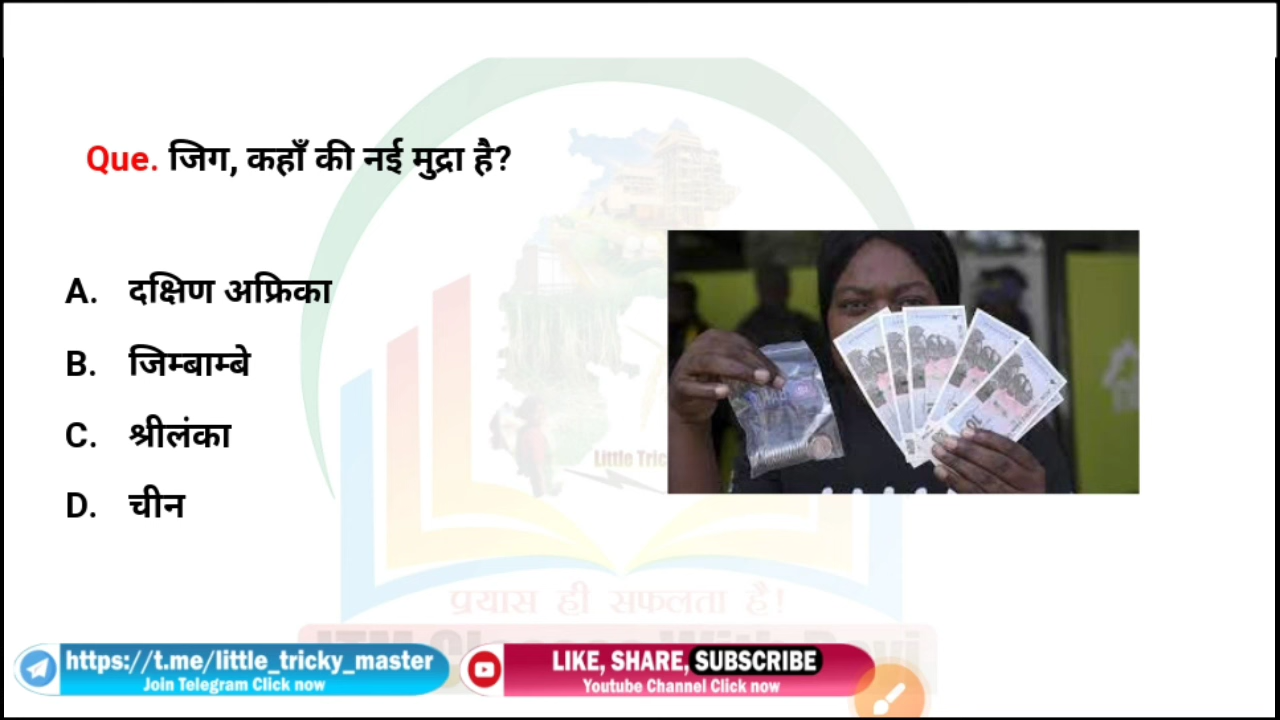 Que. जिग, कहाँ की नई मुद्रा है?
A. दक्षिण अफ्रिका
B. जिम्बाम्बे
C. श्रीलंका
D. चीन
Little
प्रयास ही सफलता है!
https://t.me/little_tricky_master
Join Telegram Click now
LIKE, SHARE, SUBSCRIBE
Youtube Channel Click now